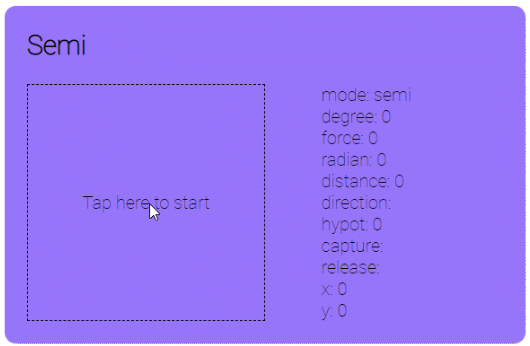 Semi
Tap here to start
mode: semi
degree: 0
force: 0
radian: 0
distance: 0
direction:
hypot: 0
capture:
release:
x: 0
y: 0